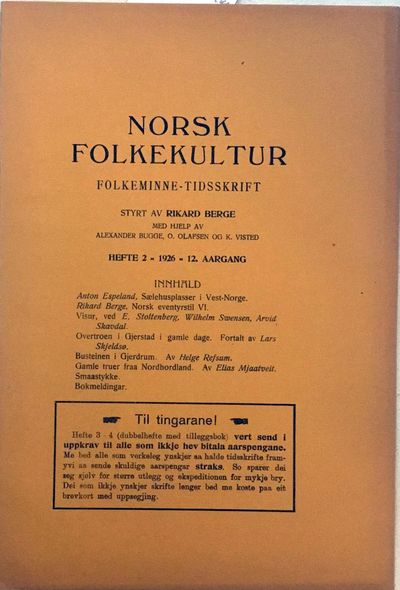 NORSK
FOLKEKULTUR
FOLKEMINNE-TIDSSKRIFT
STYRT AV RIKARD BERGE
MED HJELP AV
ALEXANDER BUGGE, O. OLAFSEN OG K. VISTED
HEFTE 2 - 1926 - 12. AARGANG
INNHALD
Anton Espeland, Sælehusplasser i Vest-Norge.
Rikard Berge, Norsk eventyrstil VI.
Visur, ved E. Stoltenberg, Wilhelm Swensen, Arvid
Skavdal.
Overtroen i Gjerstad i gamle dage. Fortalt av Lars
Skjeldsø.
Busteinen i Gjerdrum. Av Helge Refsum.
Gamle truer fraa Nordhordland. Av Elias Mjaatveit.
Smaastykke.
Bokmeldingar.
Til tingarane!
Hefte 3 - 4 (dubbelhefte med tilleggsbok) vert send i
uppkrav til alle som ikkje hev bitala aarspengane.
Me bed alle som verkeleg ynskjer aa halde tidsskrifte fram-
yvi aa sende skuldige aarspengar straks. So sparer dei
seg sjølv for større utlegg og ekspeditionen for mykje bry.
Dei som ikkje ynskjer skrifte lenger bed me koste paa eit
brevkort med uppsegjing.